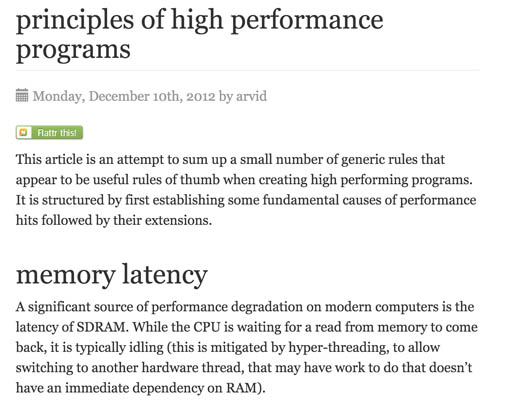 principles of high performance
programs
Monday, December 10th, 2012 by arvid
Flattr this!
This article is an attempt to sum up a small number of generic rules that
appear to be useful rules of thumb when creating high performing programs.
It is structured by first establishing some fundamental causes of performance
hits followed by their extensions.
memory latency
A significant source of performance degradation on modern computers is the
latency of SDRAM. While the CPU is waiting for a read from memory to come
back, it is typically idling (this is mitigated by hyper-threading, to allow
switching to another hardware thread, that may have work to do that doesn’t
have an immediate dependency on RAM).